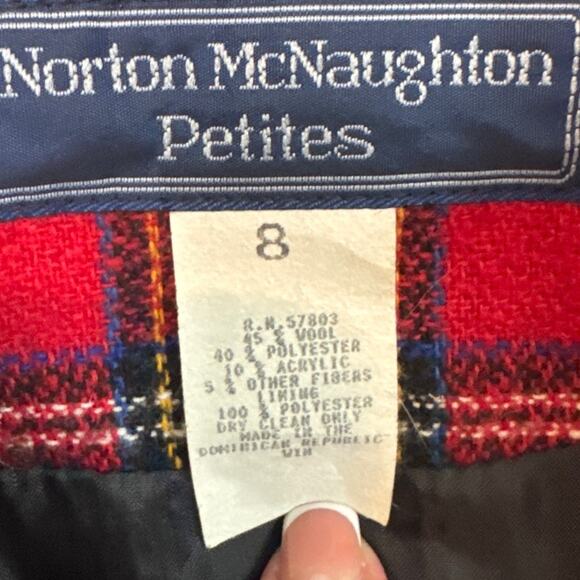 Norton McNaughton
Petites
8
R.N.57803
45 % WOOL
40 % POLYESTER
10 % ACRYLIC
5 % OTHER FIBERS
LINING
100 % POLYESTER
DRY CLEAN ONLY
MADE IN THE
DOMINICAN REPUBLIC